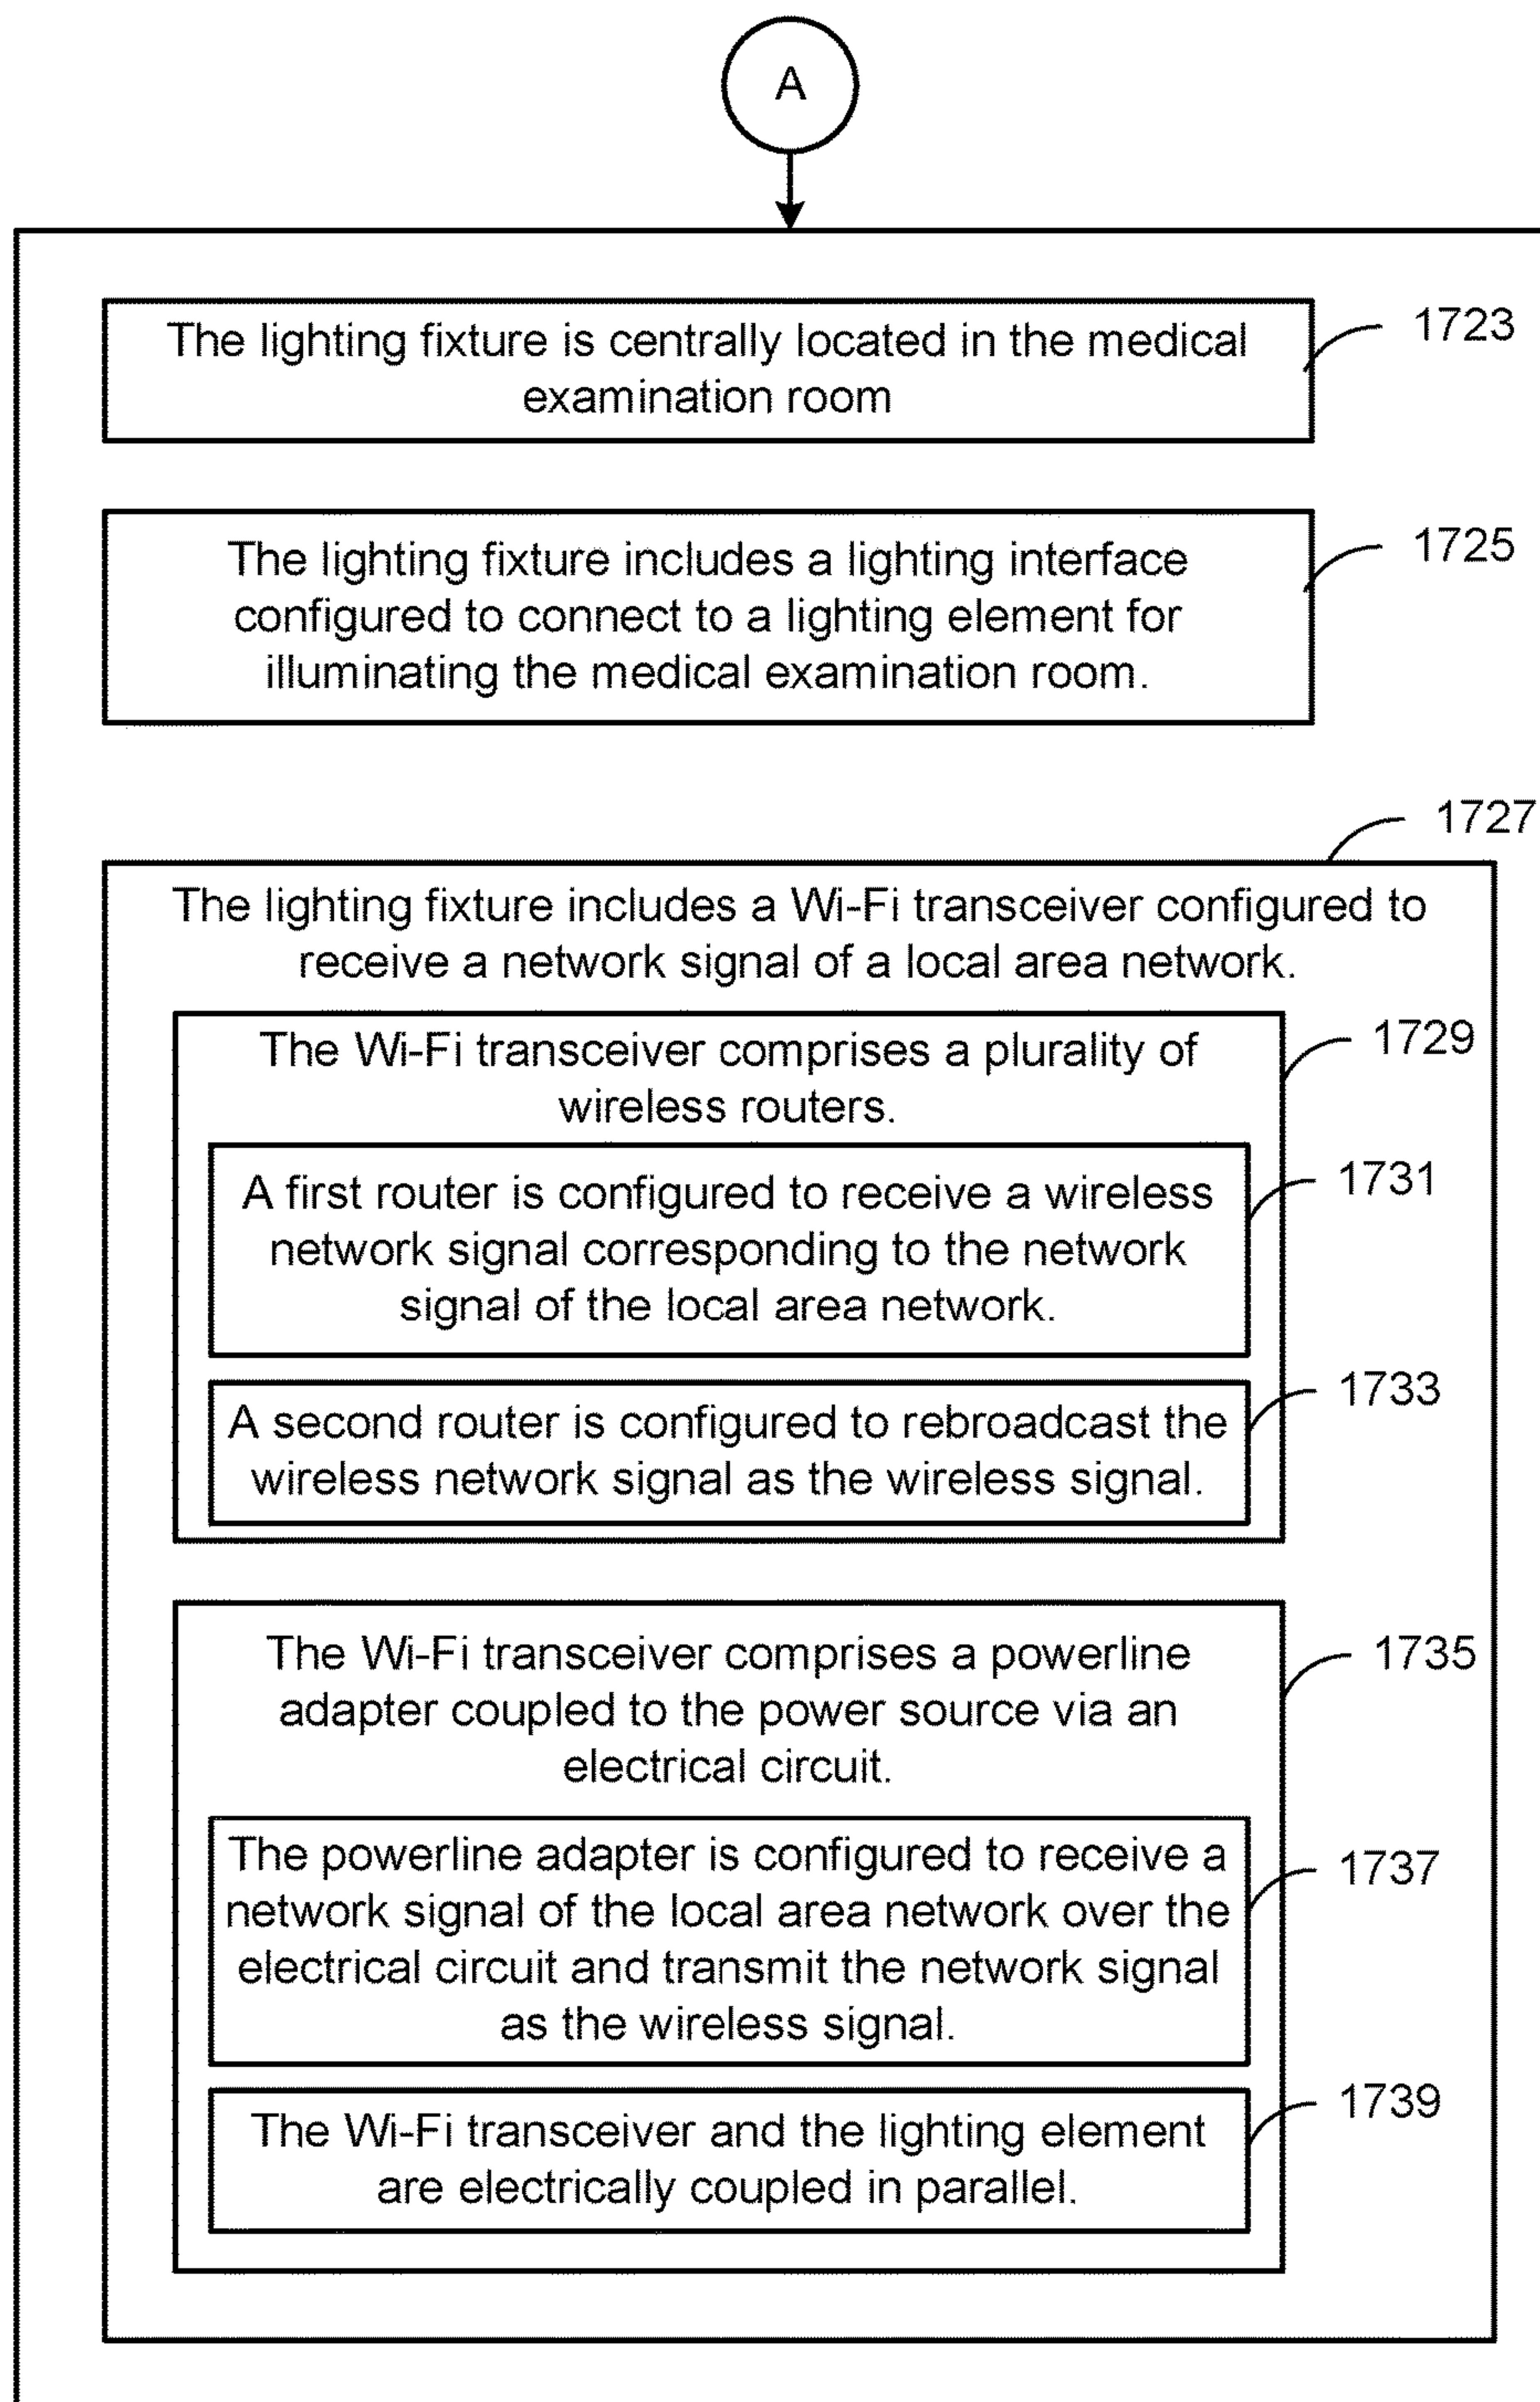 A
The lighting fixture is centrally located in the medical
examination room
1723
The lighting fixture includes a lighting interface
configured to connect to a lighting element for
illuminating the medical examination room.
1725
1727
The lighting fixture includes a Wi-Fi transceiver configured to
receive a network signal of a local area network.
The Wi-Fi transceiver comprises a plurality of
wireless routers.
1729
A first router is configured to receive a wireless
network signal corresponding to the network
signal of the local area network.
1731
A second router is configured to rebroadcast the
wireless network signal as the wireless signal.
1733
The Wi-Fi transceiver comprises a powerline
adapter coupled to the power source via an
electrical circuit.
1735
The powerline adapter is configured to receive a
network signal of the local area network over the
electrical circuit and transmit the network signal
as the wireless signal.
1737
The Wi-Fi transceiver and the lighting element
are electrically coupled in parallel.
1739